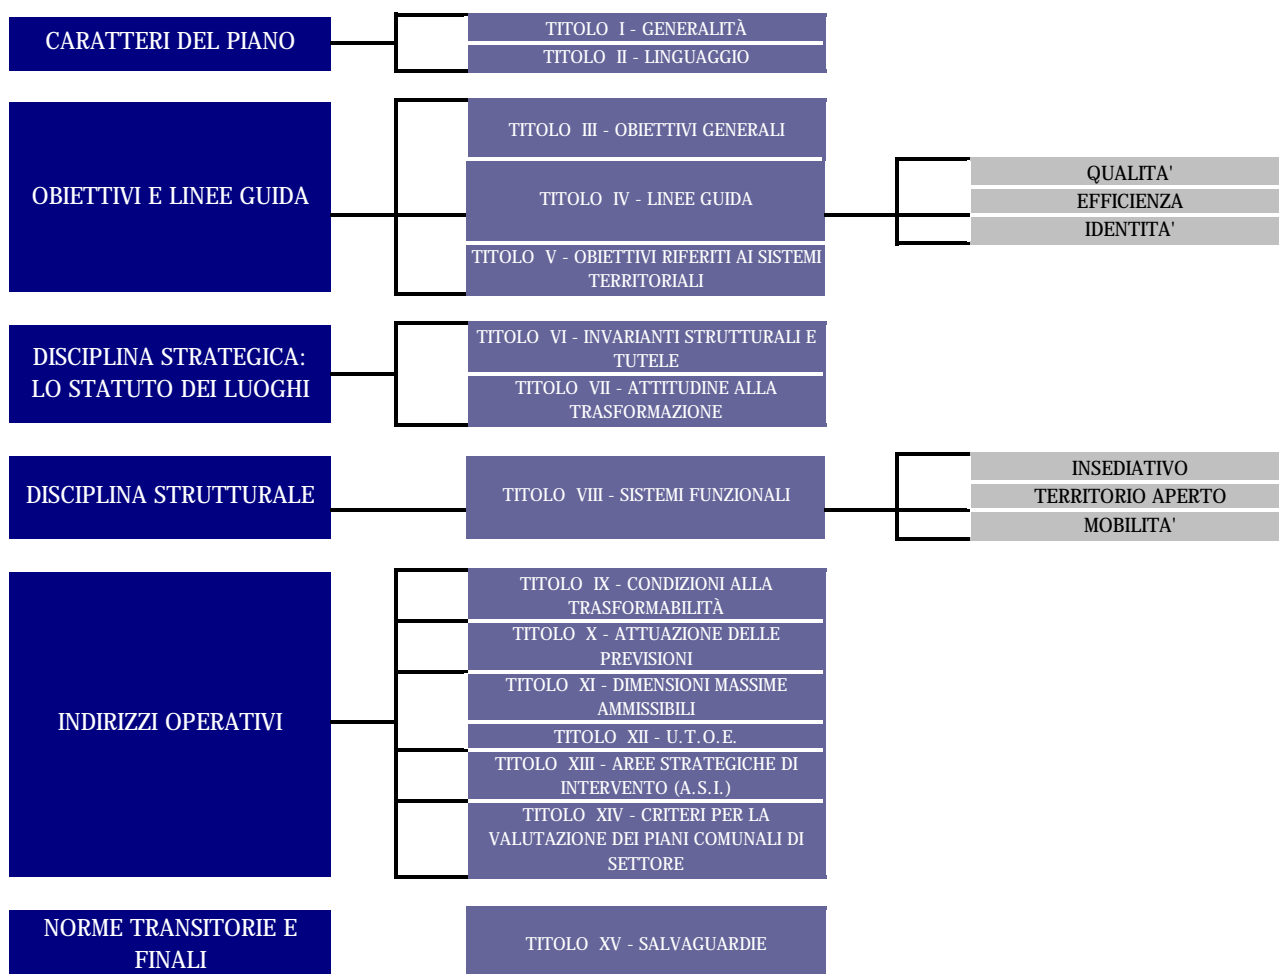 CARATTERI DEL PIANO
TITOLO I - GENERALITÀ
TITOLO II - LINGUAGGIO
OBIETTIVI E LINEE GUIDA
TITOLO III - OBIETTIVI GENERALI
TITOLO IV - LINEE GUIDA
QUALITA'
EFFICIENZA
IDENTITA'
TITOLO V - OBIETTIVI RIFERITI AI SISTEMI
TERRITORIALI
DISCIPLINA STRATEGICA:
LO STATUTO DEI LUOGHI
TITOLO VI - INVARIANTI STRUTTURALI E
TUTELE
TITOLO VII - ATTITUDINE ALLA
TRASFORMAZIONE
DISCIPLINA STRUTTURALE
TITOLO VIII - SISTEMI FUNZIONALI
INSEDIATIVO
TERRITORIO APERTO
MOBILITA'
INDIRIZZI OPERATIVI
TITOLO IX - CONDIZIONI ALLA
TRASFORMABILITÀ
TITOLO X - ATTUAZIONE DELLE
PREVISIONI
TITOLO XI - DIMENSIONI MASSIME
AMMISSIBILI
TITOLO XII - U.T.O.E.
TITOLO XIII - AREE STRATEGICHE DI
INTERVENTO (A.S.I.)
TITOLO XIV - CRITERI PER LA
VALUTAZIONE DEI PIANI COMUNALI DI
SETTORE
NORME TRANSITORIE E
FINALI
TITOLO XV - SALVAGUARDIE